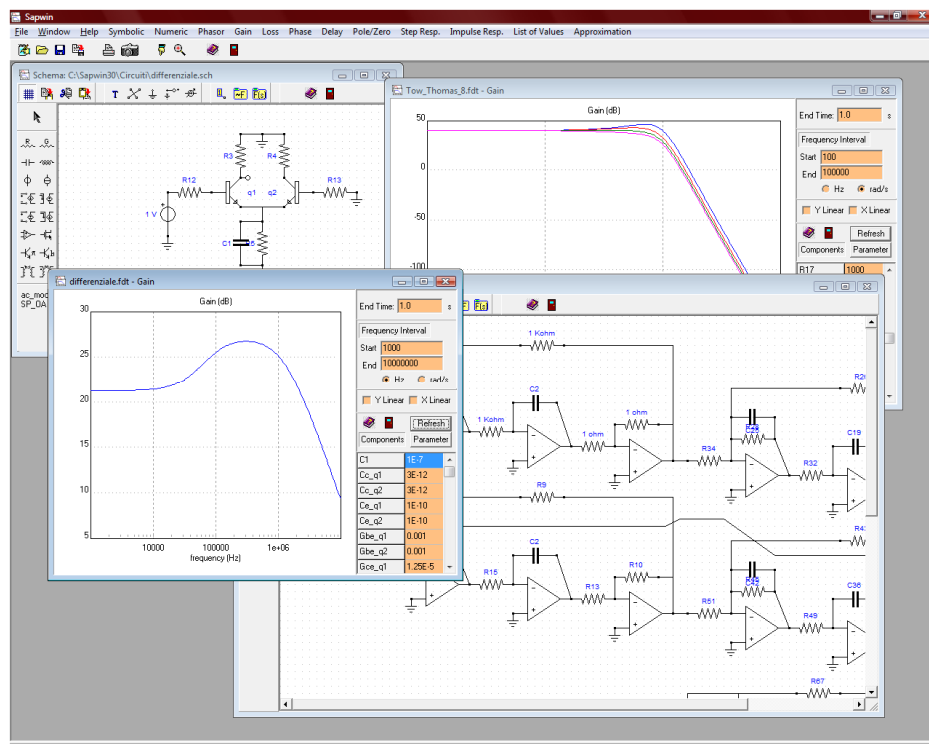 Sapwin
File Window Help Symbolic Numeric Phasor Gain Loss Phase Delay Pole/Zero Step Resp. Impulse Resp. List of Values Approximation
Schema: C:\Sapwin30\Circuiti\differenziale.sch
T
R G
R3
R4
R12
q1
q2
R13
1 V
C1
Tow_Thomas_8.fdt - Gain
Gain (dB)
50
0
-50
-100
End Time: 1.0 s
Frequency Interval
Start 100
End 100000
Hz rad/s
Y Linear X Linear
Refresh
Components Parameter
R17 1000
differenziale.fdt - Gain
Gain (dB)
30
25
20
15
10
5
10000 100000 1e+06
frequency (Hz)
End Time: 1.0 s
Frequency Interval
Start 1000
End 10000000
Hz rad/s
Y Linear X Linear
Refresh
Components Parameter
C1 1E-7
Cc_q1 3E-12
Cc_q2 3E-12
Ce_q1 1E-10
Ce_q2 1E-10
Gbe_q1 0.001
Gbe_q2 0.001
Gce_q1 1.25E-5
1 Kohm
C2
1 Kohm
1 ohm
1 ohm
R34
R32
C19
R9
C2
R15
R13
R10
R51
R49
C36
R67